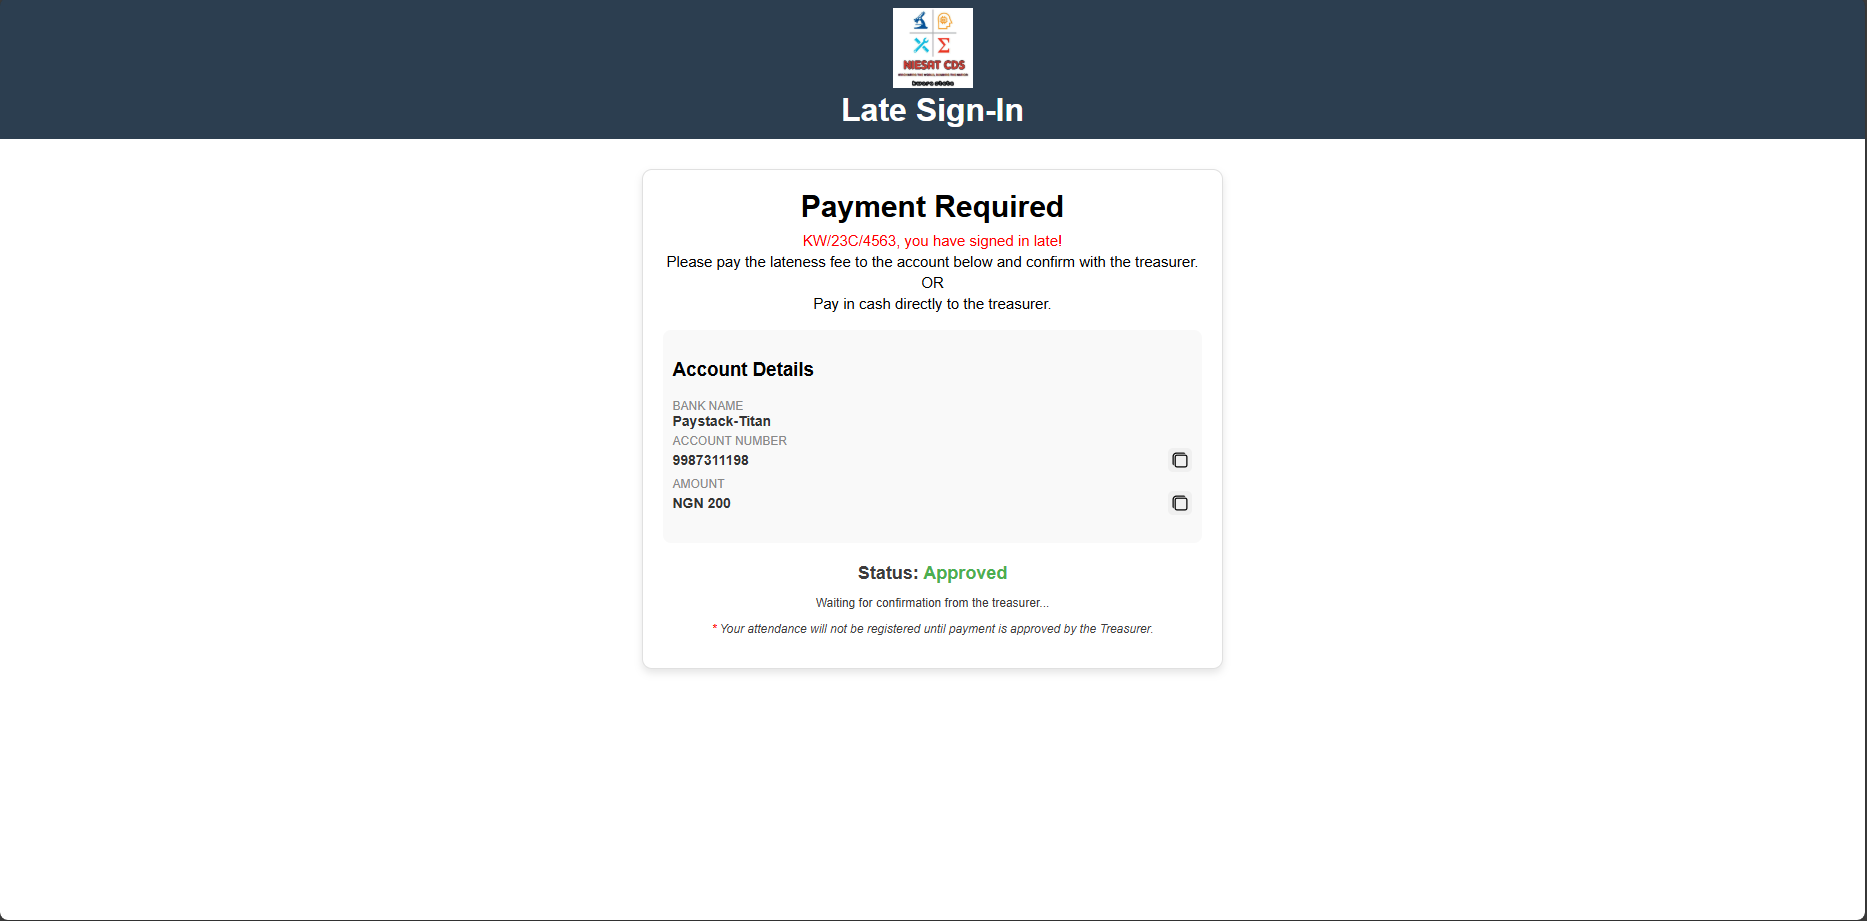 Σ
NIESAT CDS
kwara state
Late Sign-In
Payment Required
KW/23C/4563, you have signed in late!
Please pay the lateness fee to the account below and confirm with the treasurer.
OR
Pay in cash directly to the treasurer.
Account Details
BANK NAME
Paystack-Titan
ACCOUNT NUMBER
9987311198
AMOUNT
NGN 200
Status: Approved
Waiting for confirmation from the treasurer...
* Your attendance will not be registered until payment is approved by the Treasurer.